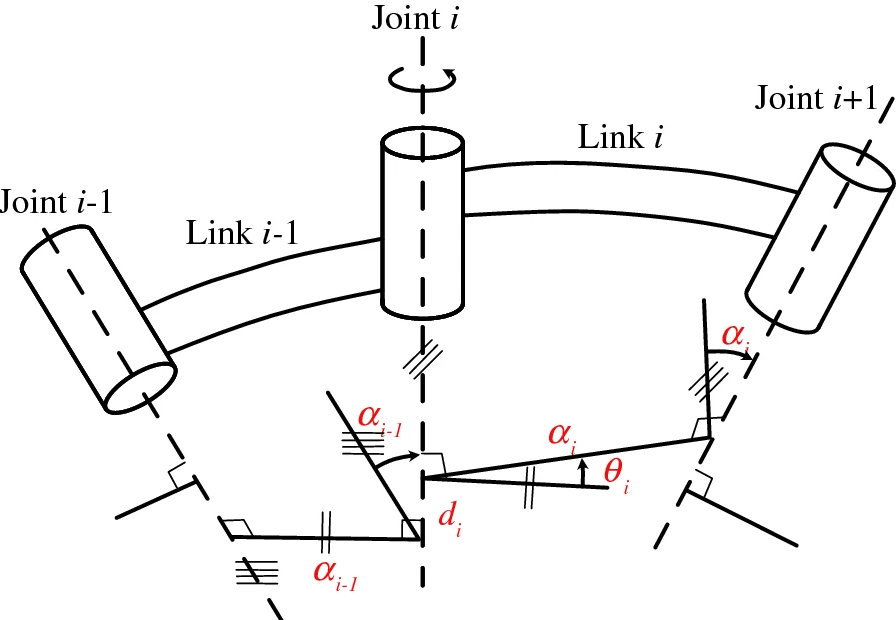 Joint i
Joint i+1
Link i
Joint i-1
Link i-1
αi
αi-1
αi
θi
di
αi-1